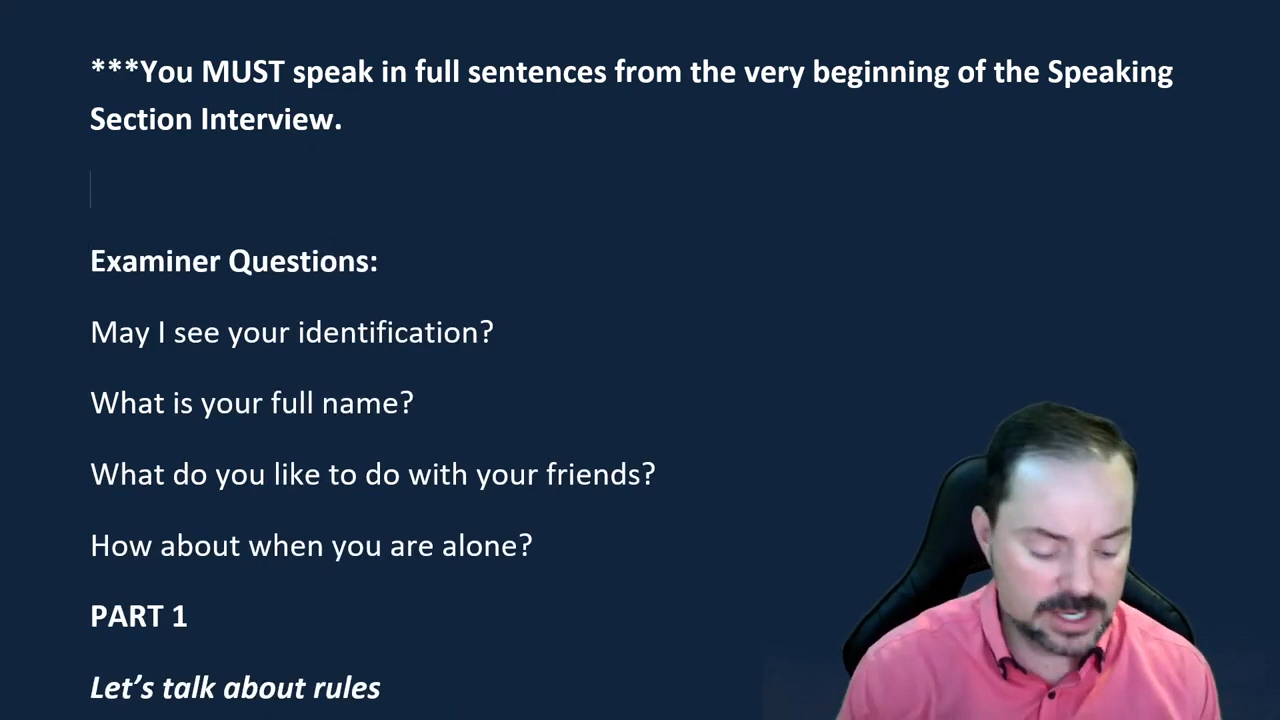 ***You MUST speak in full sentences from the very beginning of the Speaking
Section Interview.
Examiner Questions:
May I see your identification?
What is your full name?
What do you like to do with your friends?
How about when you are alone?
PART 1
Let’s talk about rules